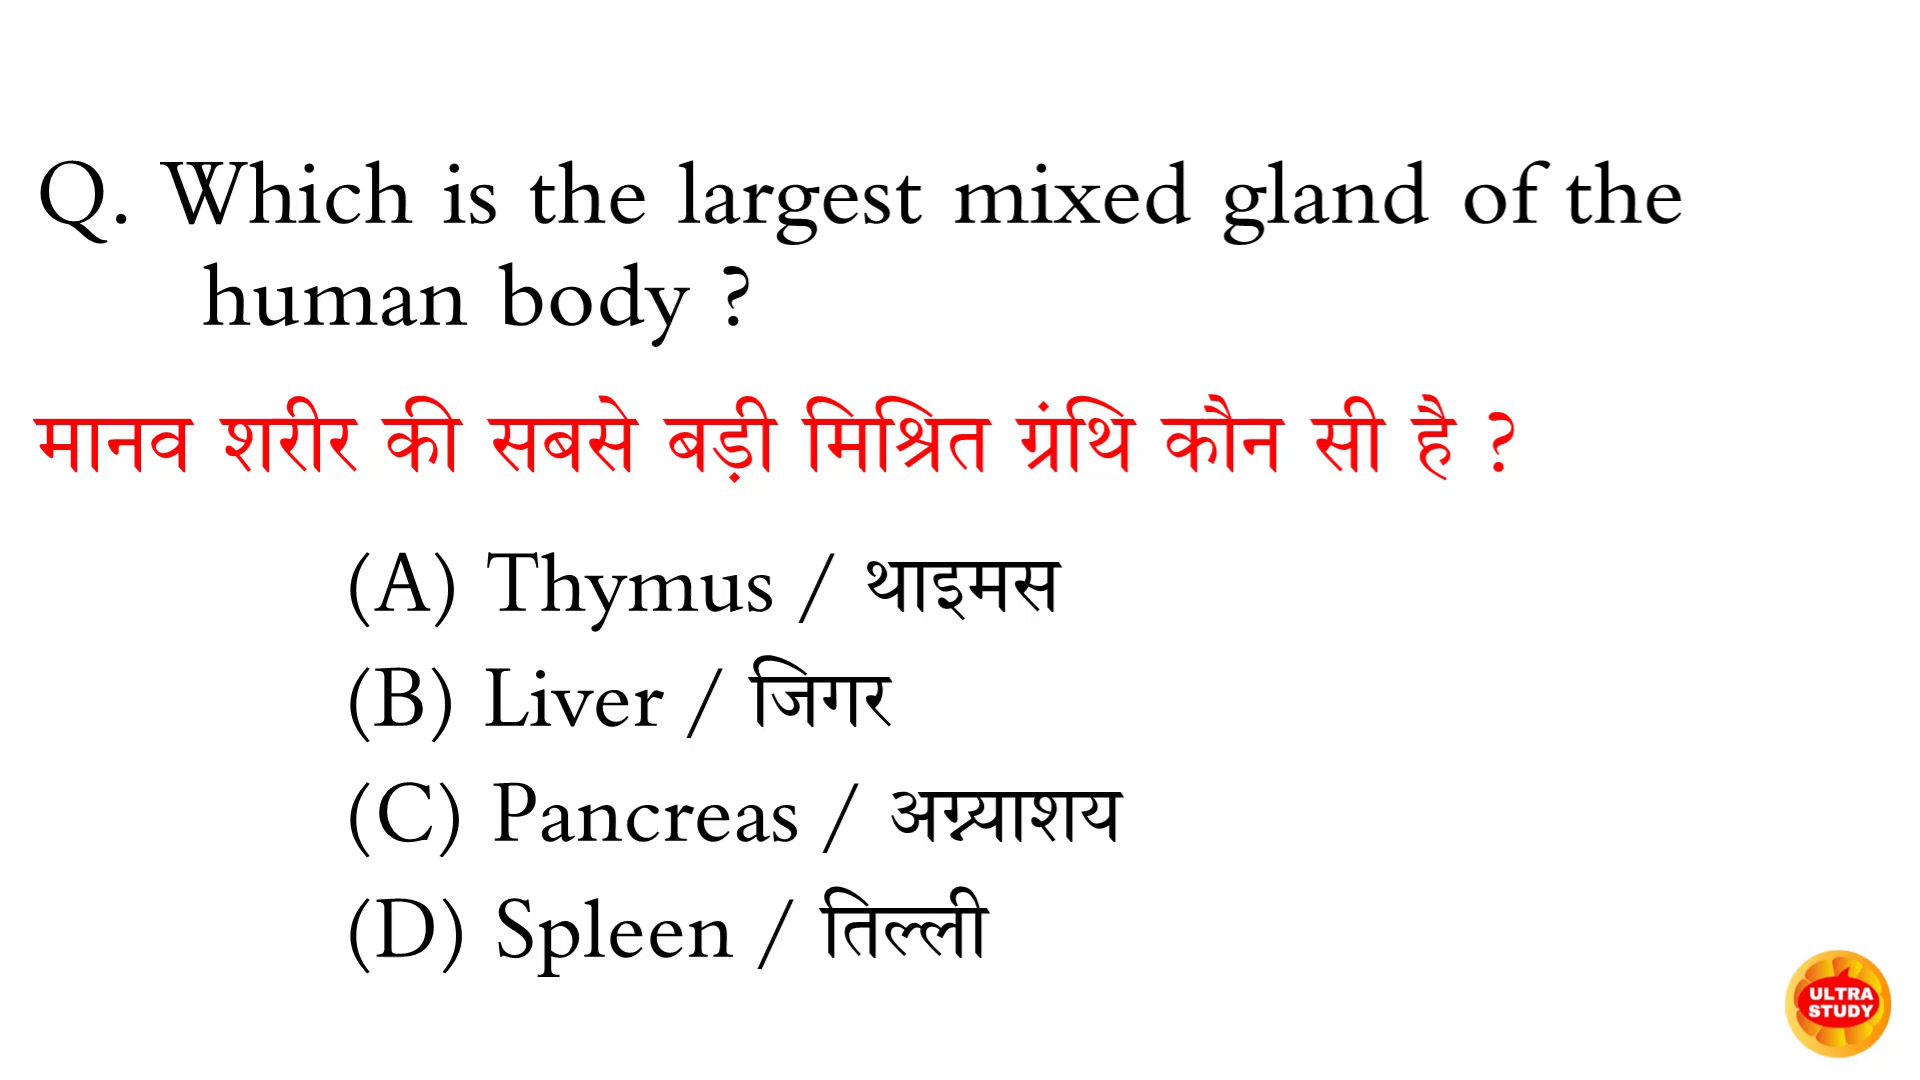 Q. Which is the largest mixed gland of the
human body ?
मानव शरीर की सबसे बड़ी मिश्रित ग्रंथि कौन सी है ?
(A) Thymus / थाइमस
(B) Liver / जिगर
(C) Pancreas / अग्न्याशय
(D) Spleen / तिल्ली
ULTRA
STUDY